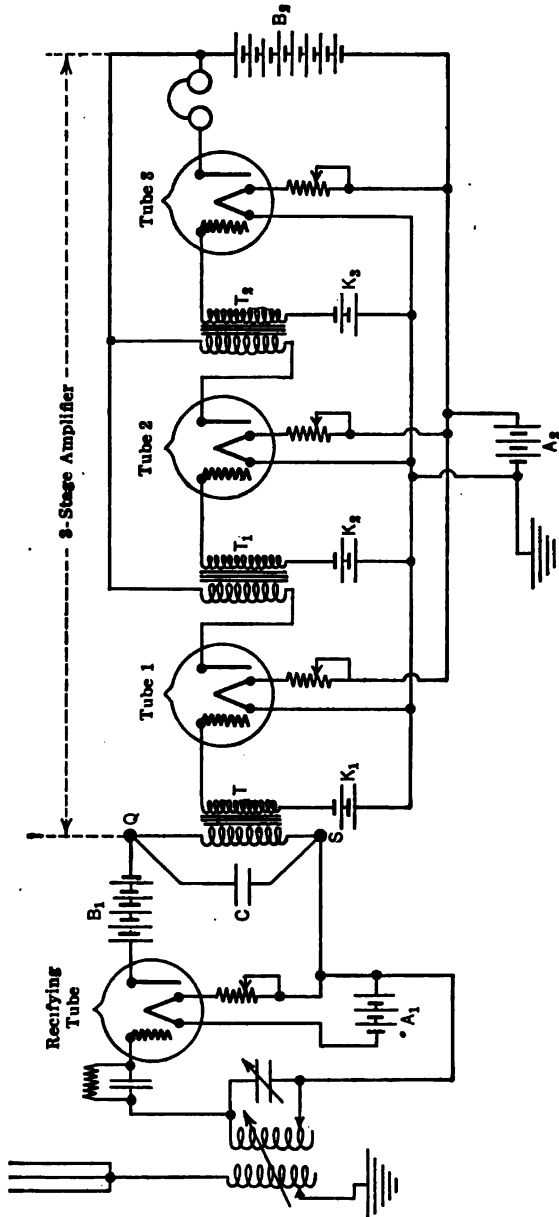 3-Stage Amplifier
Recifying
Tube
B₁
Q
Tube 1
Tube 2
Tube 3
B₂
C
T
T₁
T₂
S
K₁
K₂
K₃
A₁
A₂